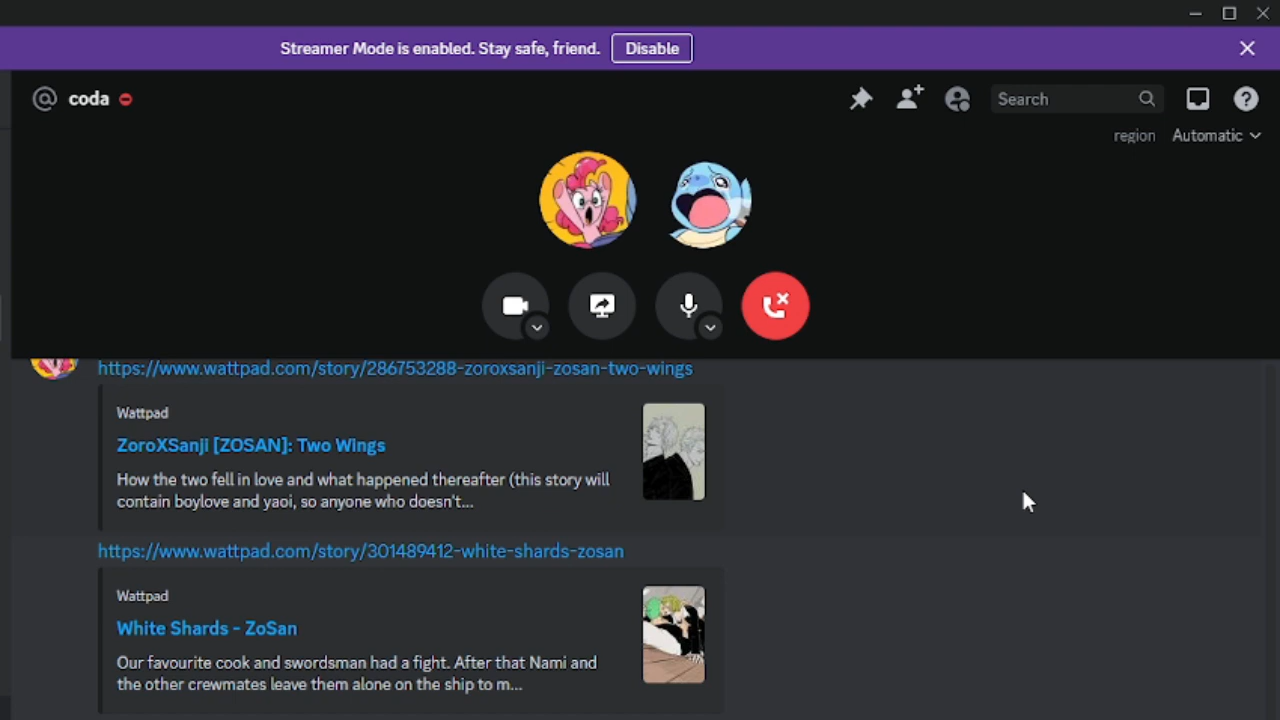 Streamer Mode is enabled. Stay safe, friend. Disable
coda
Search
region Automatic
https://www.wattpad.com/story/286753288-zoroxsanji-zosan-two-wings
Wattpad
ZoroXSanji [ZOSAN]: Two Wings
How the two fell in love and what happened thereafter (this story will
contain boylove and yaoi, so anyone who doesn't...
https://www.wattpad.com/story/301489412-white-shards-zosan
Wattpad
White Shards - ZoSan
Our favourite cook and swordsman had a fight. After that Nami and
the other crewmates leave them alone on the ship to m...